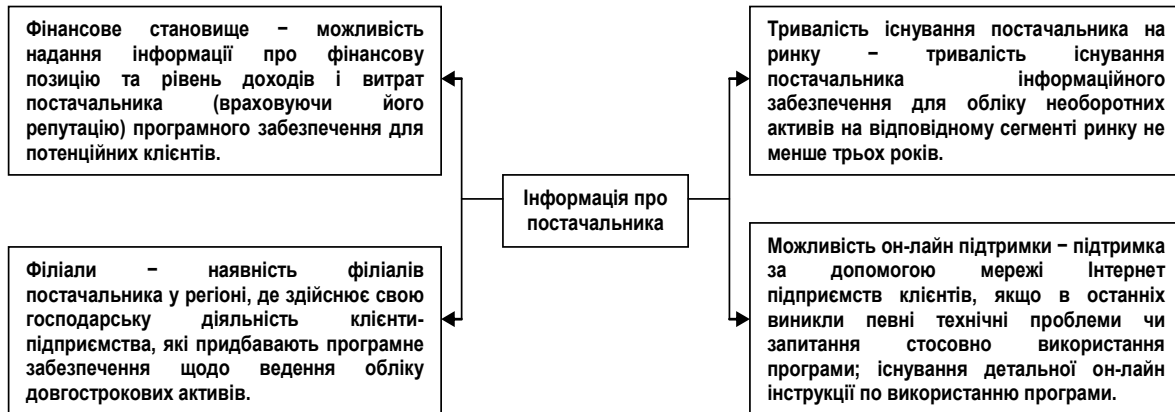 Фінансове становище − можливість
надання інформації про фінансову
позицію та рівень доходів і витрат
постачальника (враховуючи його
репутацію) програмного забезпечення для
потенційних клієнтів.
Тривалість існування постачальника на
ринку − тривалість існування
постачальника інформаційного
забезпечення для обліку необоротних
активів на відповідному сегменті ринку не
менше трьох років.
Інформація про
постачальника
Філіали − наявність філіалів
постачальника у регіоні, де здійснює свою
господарську діяльність клієнти-
підприємства, які придбавають програмне
забезпечення щодо ведення обліку
довгострокових активів.
Можливість он-лайн підтримки − підтримка
за допомогою мережі Інтернет
підприємств клієнтів, якщо в останніх
виникли певні технічні проблеми чи
запитання стосовно використання
програми; існування детальної он-лайн
інструкції по використанню програми.